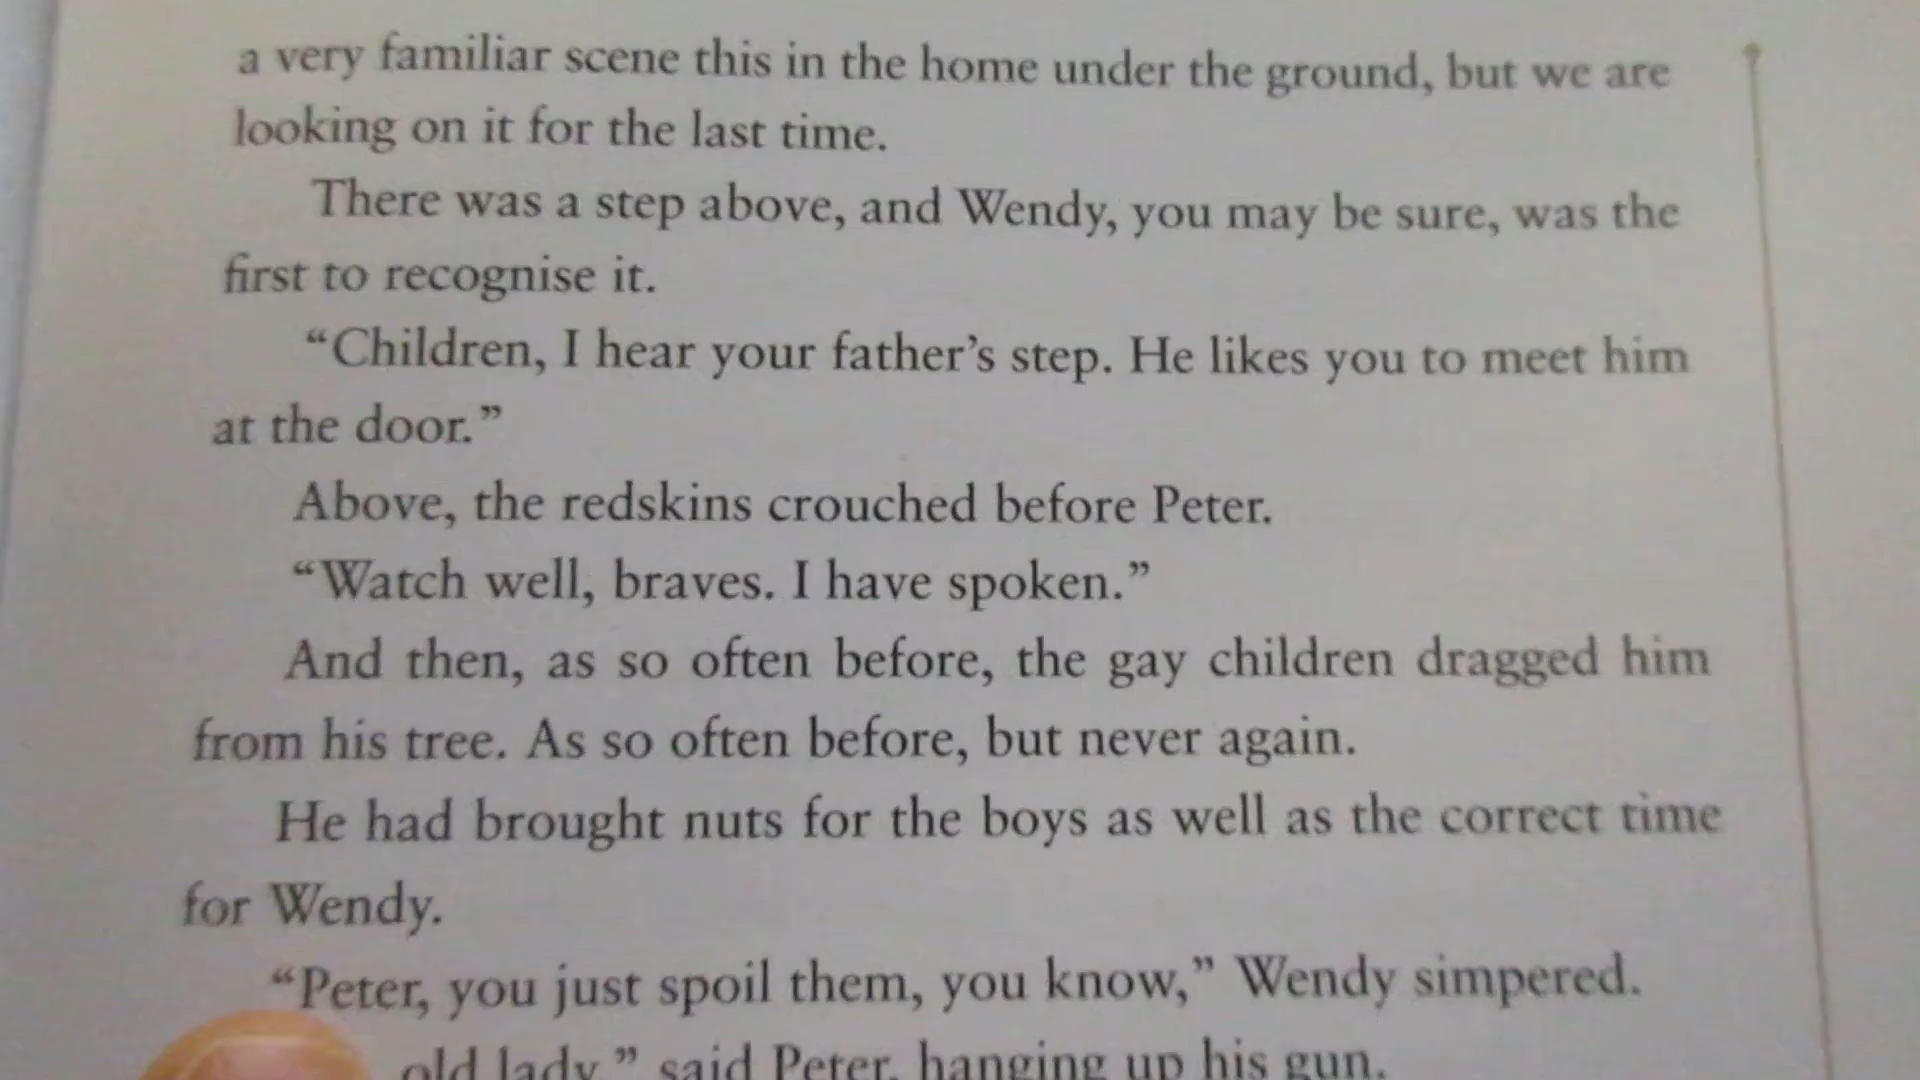 a very familiar scene this in the home under the ground, but we are
looking on it for the last time.
There was a step above, and Wendy, you may be sure, was the
first to recognise it.
“Children, I hear your father’s step. He likes you to meet him
at the door.”
Above, the redskins crouched before Peter.
“Watch well, braves. I have spoken.”
And then, as so often before, the gay children dragged him
from his tree. As so often before, but never again.
He had brought nuts for the boys as well as the correct time
for Wendy.
“Peter, you just spoil them, you know,” Wendy simpered.
old lady,” said Peter, hanging up his gun.